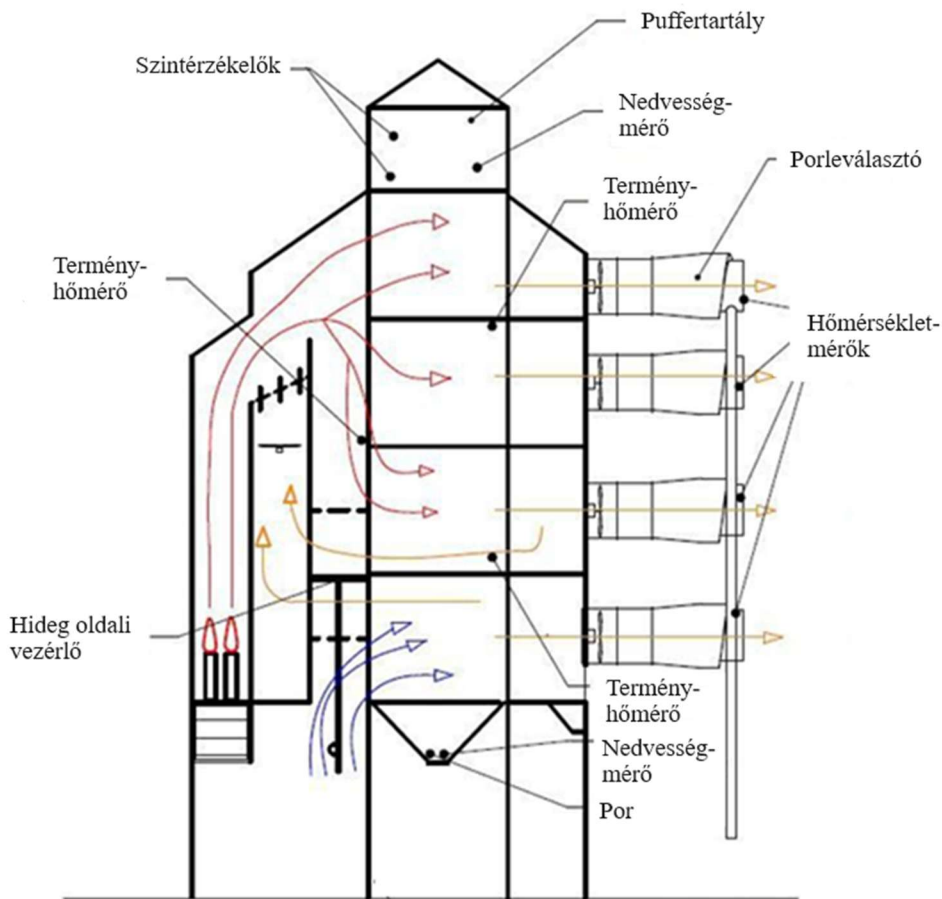 Puffertartály
Szintérzékelők
Nedvesség-
mérő
Porleválasztó
Termény-
hőmérő
Termény-
hőmérő
Hőmérséklet-
mérők
Hideg oldali
vezérlő
Termény-
hőmérő
Nedvesség-
mérő
Por